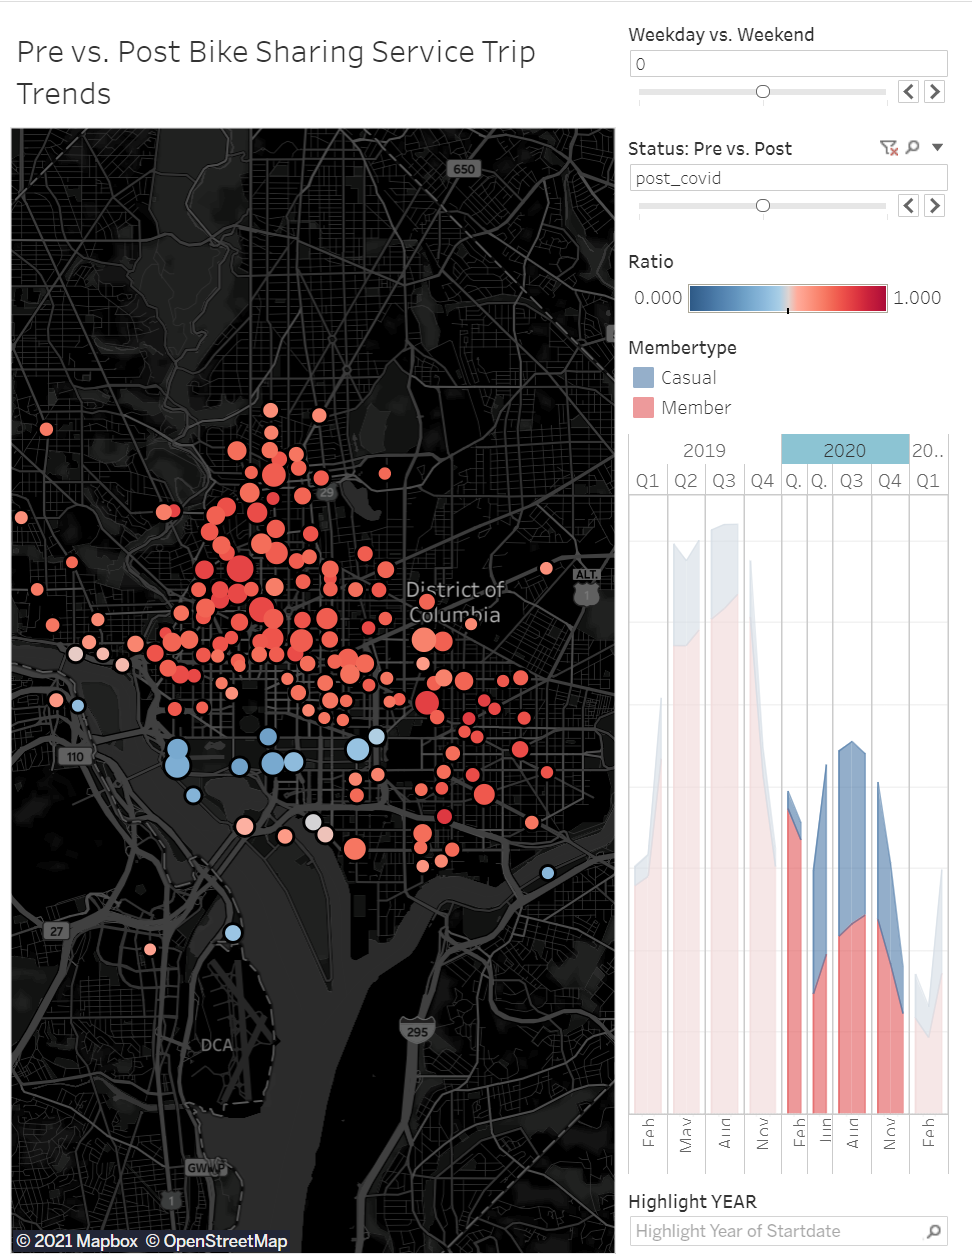 Pre vs. Post Bike Sharing Service Trip
Trends
650
29
District of
Columbia
ALT.
1
110
27
295
DCA
GWMP
1
© 2021 Mapbox © OpenStreetMap
Weekday vs. Weekend
0
Status: Pre vs. Post
post_covid
Ratio
0.000
1.000
Membertype
Casual
Member
2019 2020 20..
Q1 Q2 Q3 Q4 Q. Q. Q3 Q4 Q1
Feb May Aug Nov Feb Jun Aug Nov Feb
Highlight YEAR
Highlight Year of Startdate